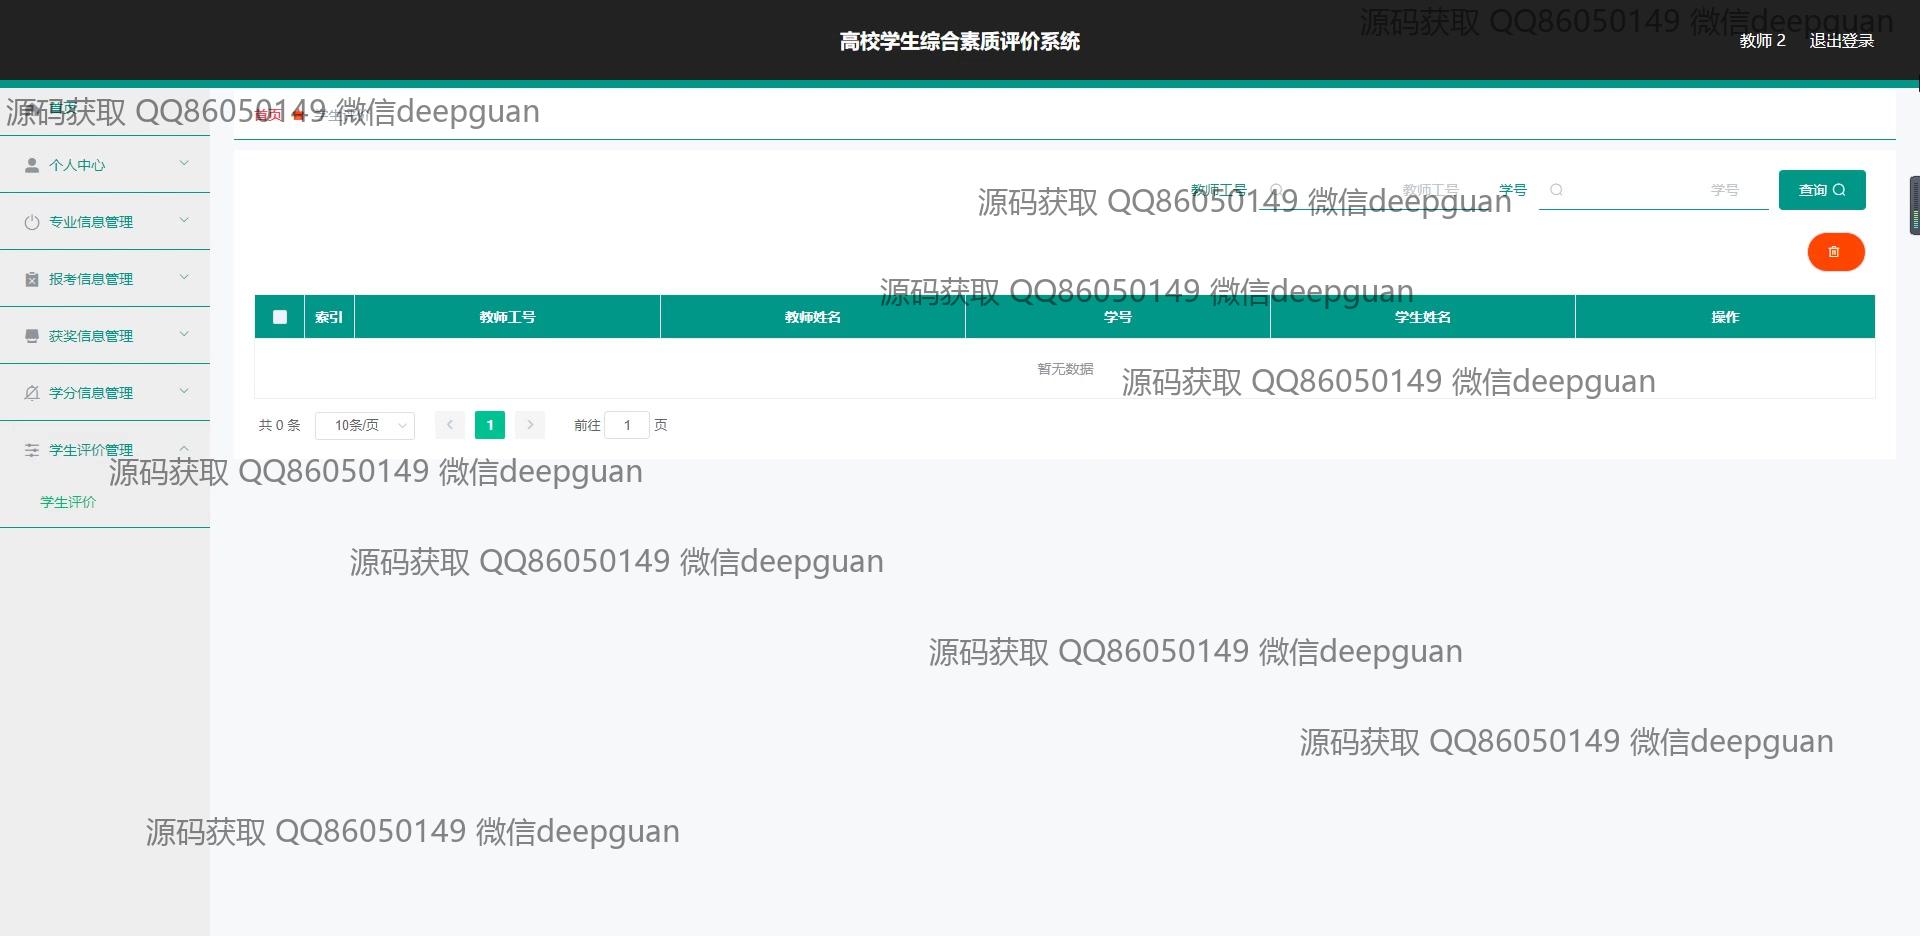 源码获取 QQ86050149 微信deepguan
高校学生综合素质评价系统
教师 2 退出登录
源码获取 QQ86050149 微信deepguan
首页
首页 学生评价
个人中心
专业信息管理
报考信息管理
获奖信息管理
学分信息管理
学生评价管理
学生评价
教师工号 教师工号 学号 学号 查询
源码获取 QQ86050149 微信deepguan
源码获取 QQ86050149 微信deepguan
索引 教师工号 教师姓名 学号 学生姓名 操作
暂无数据
源码获取 QQ86050149 微信deepguan
共 0 条 10条/页 1 前往 1 页
源码获取 QQ86050149 微信deepguan
源码获取 QQ86050149 微信deepguan
源码获取 QQ86050149 微信deepguan
源码获取 QQ86050149 微信deepguan
源码获取 QQ86050149 微信deepguan